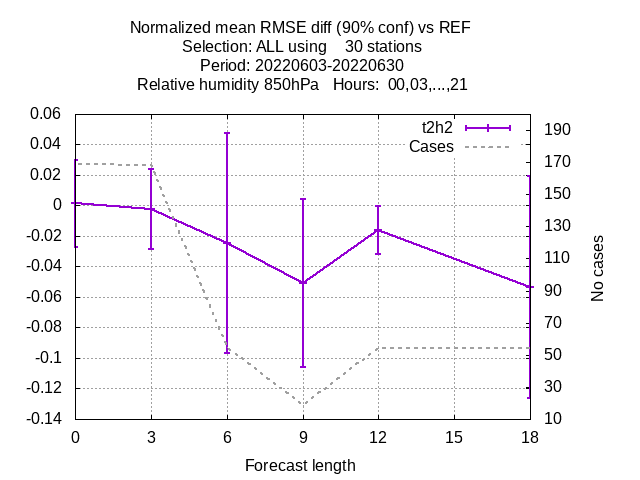 Normalized mean RMSE diff (90% conf) vs REF
Selection: ALL using    30 stations
Period: 20220603-20220630
Relative humidity 850hPa   Hours:  00,03,...,21
0.06
0.04
0.02
0
-0.02
-0.04
-0.06
-0.08
-0.1
-0.12
-0.14
t2h2
Cases
190
170
150
130
110
90
70
50
30
10
No cases
0 3 6 9 12 15 18
Forecast length